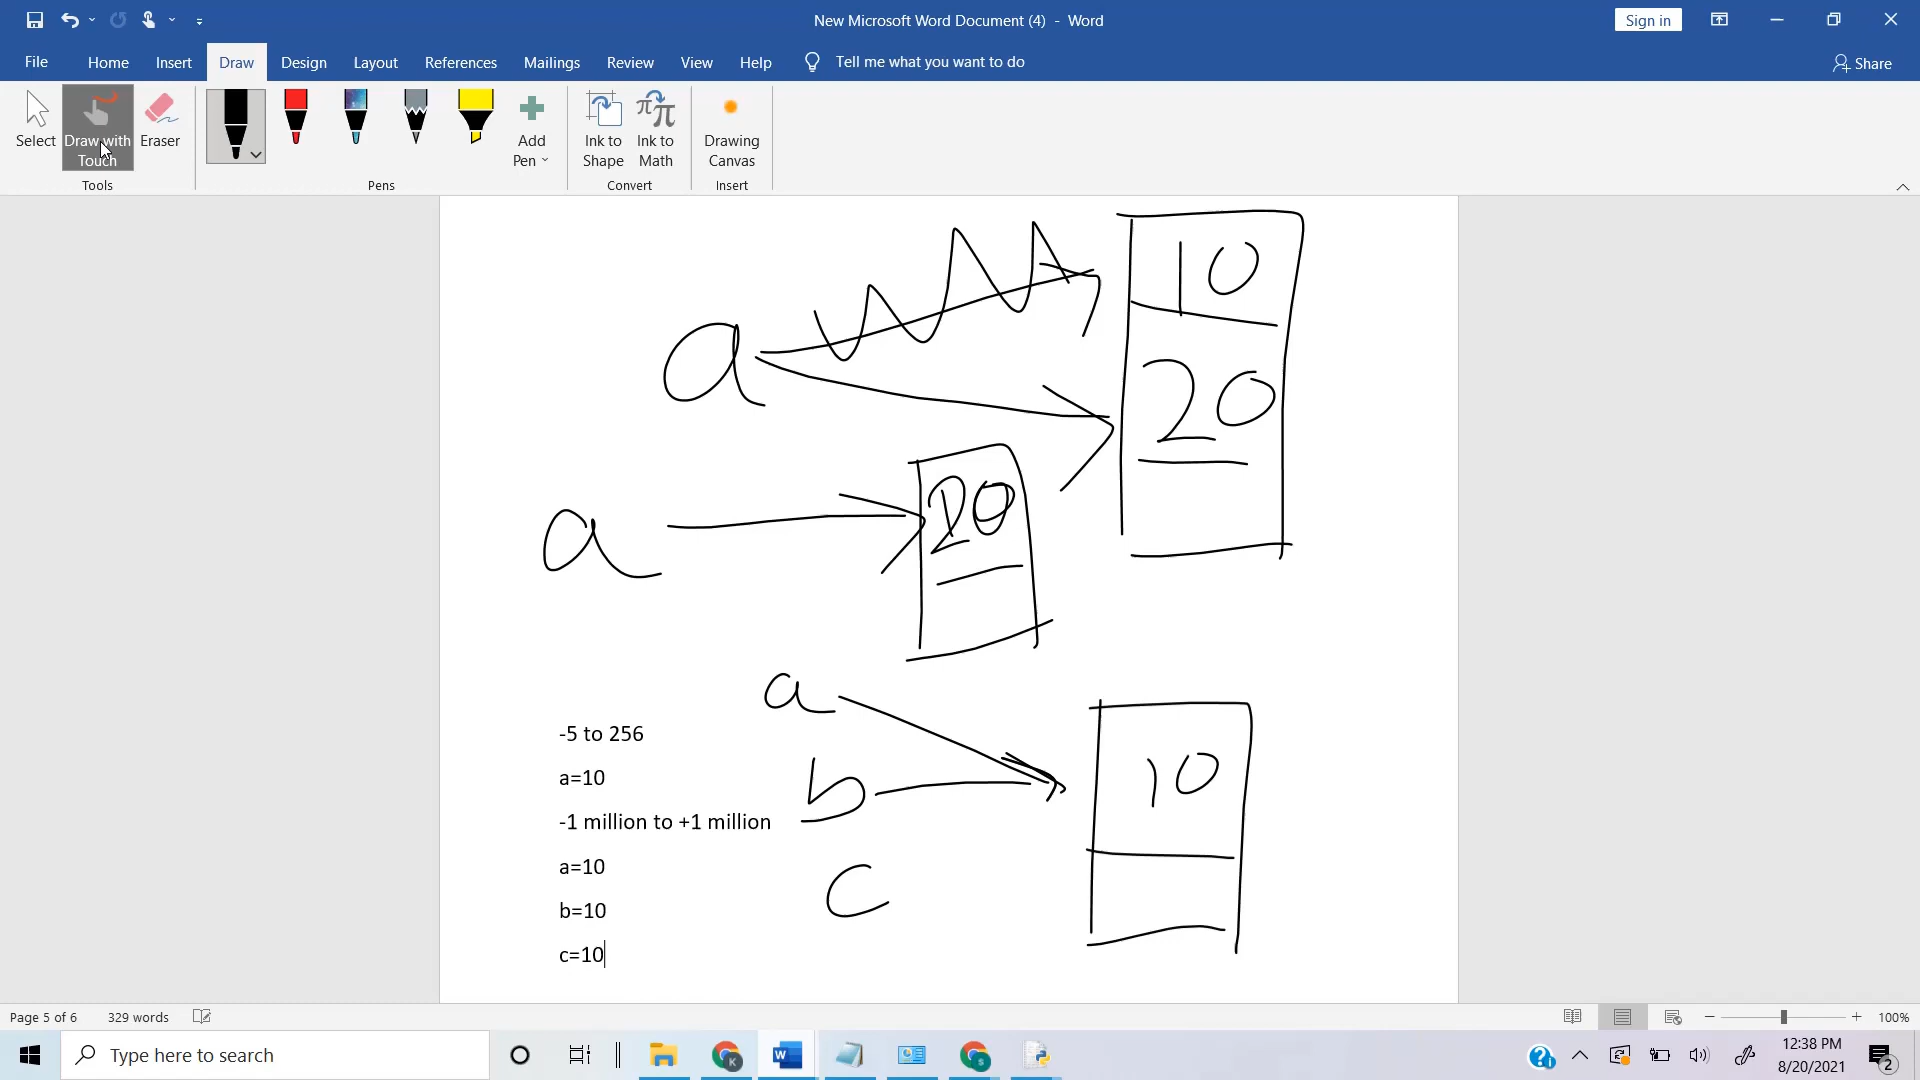 New Microsoft Word Document (4) - Word
Sign in
File Home Insert Draw Design Layout References Mailings Review View Help Tell me what you want to do
Share
Select
Draw with Touch
Eraser
Add Pen
Ink to Shape
Ink to Math
Drawing Canvas
Tools Pens Convert Insert
10
a
20
a
20
a
-5 to 256
a=10
b
10
-1 million to +1 million
a=10
c
b=10
c=10
Page 5 of 6 329 words
100%
Type here to search
12:38 PM
8/20/2021
2